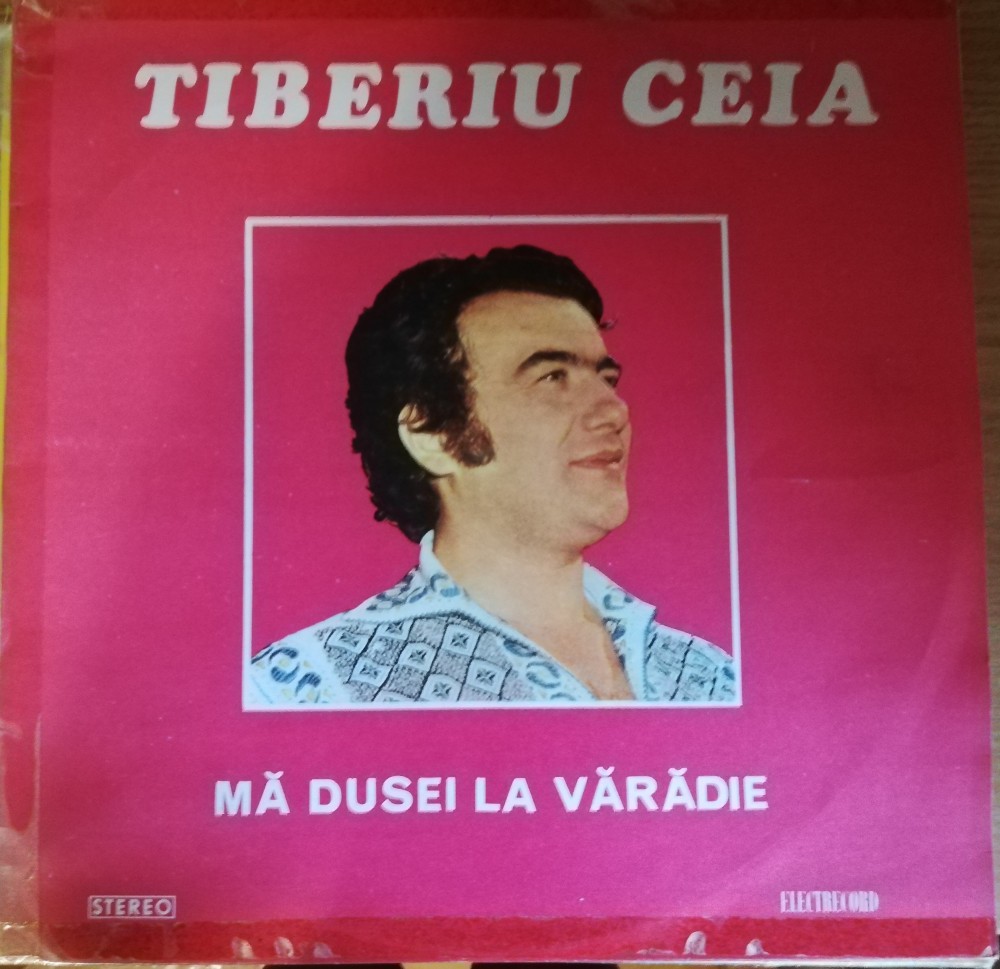 TIBERIU CEIA
MĂ DUSEI LA VĂRĂDIE
STEREO
ELECTRECORD